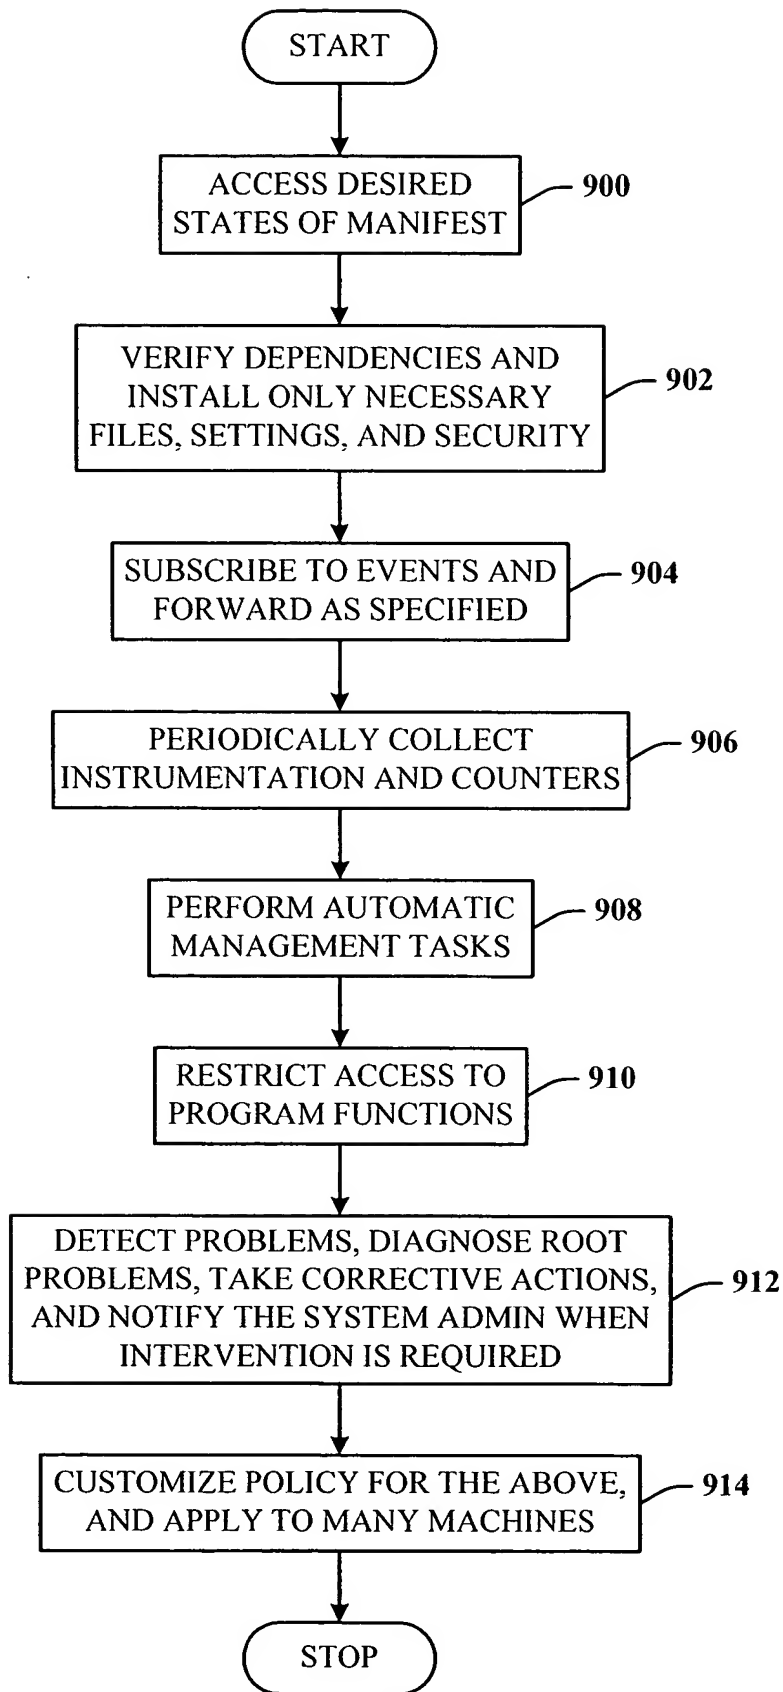 START
ACCESS DESIRED
STATES OF MANIFEST
900
VERIFY DEPENDENCIES AND
INSTALL ONLY NECESSARY
FILES, SETTINGS, AND SECURITY
902
SUBSCRIBE TO EVENTS AND
FORWARD AS SPECIFIED
904
PERIODICALLY COLLECT
INSTRUMENTATION AND COUNTERS
906
PERFORM AUTOMATIC
MANAGEMENT TASKS
908
RESTRICT ACCESS TO
PROGRAM FUNCTIONS
910
DETECT PROBLEMS, DIAGNOSE ROOT
PROBLEMS, TAKE CORRECTIVE ACTIONS,
AND NOTIFY THE SYSTEM ADMIN WHEN
INTERVENTION IS REQUIRED
912
CUSTOMIZE POLICY FOR THE ABOVE,
AND APPLY TO MANY MACHINES
914
STOP